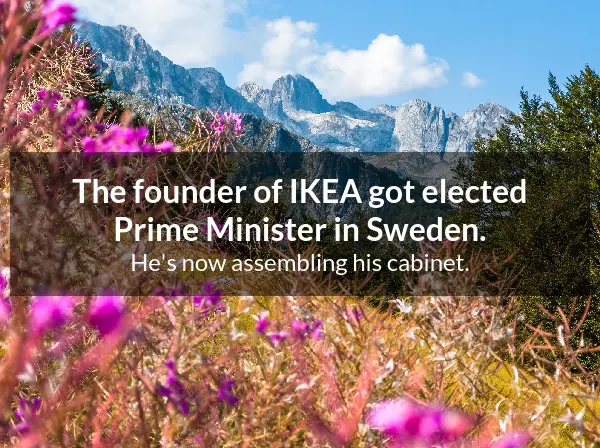 The founder of IKEA got elected
Prime Minister in Sweden.
He's now assembling his cabinet.